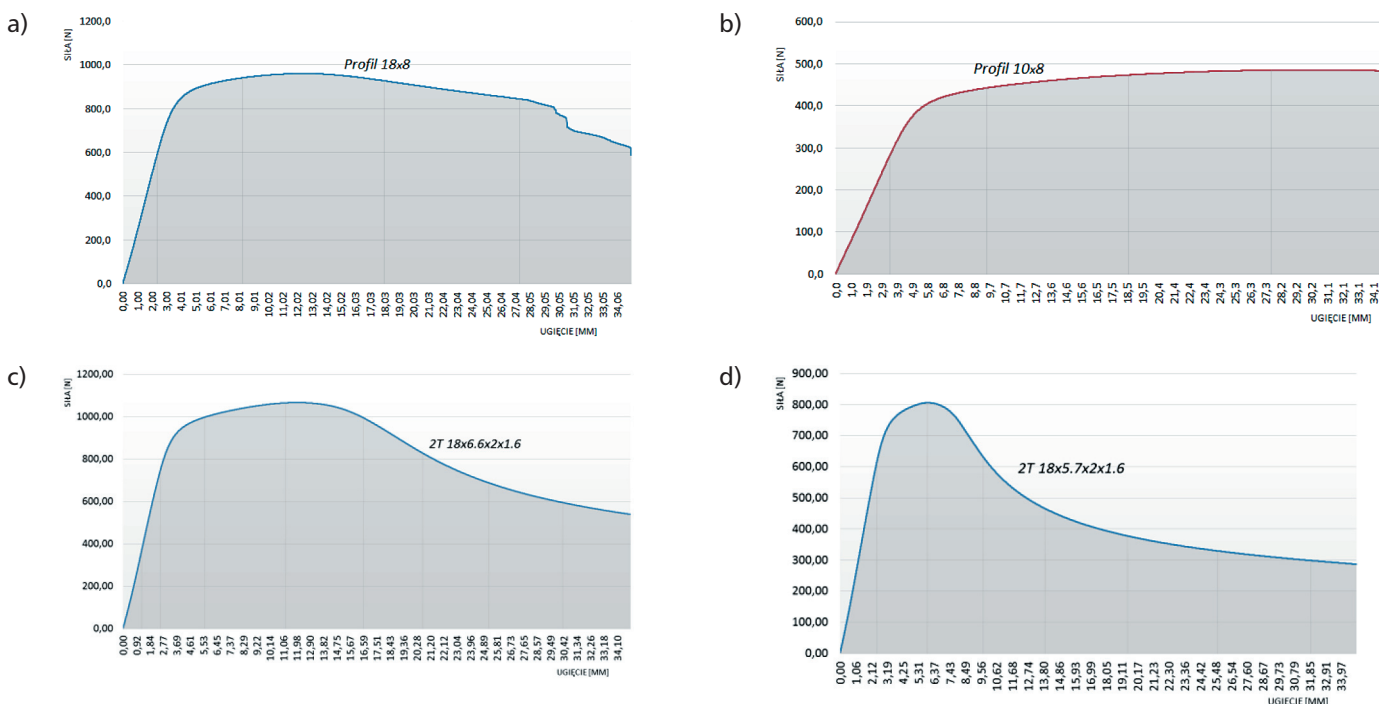 a)
SIŁA [N]
1200,0
1000,0
800,0
600,0
400,0
200,0
0,0
Profil 18x8
0,00 1,00 2,00 3,00 4,01 5,01 6,01 7,01 8,01 9,01 10,02 11,02 12,02 13,02 14,02 15,02 16,03 17,03 18,03 19,03 20,03 21,03 22,04 23,04 24,04 25,04 26,04 27,04 28,05 29,05 30,05 31,05 32,05 33,05 34,06
UGIĘCIE [MM]
b)
SIŁA [N]
600,0
500,0
400,0
300,0
200,0
100,0
0,0
Profil 10x8
0,0 1,0 1,9 2,9 3,9 4,9 5,8 6,8 7,8 8,8 9,7 10,7 11,7 12,7 13,6 14,6 15,6 16,6 17,5 18,5 19,5 20,4 21,4 22,4 23,4 24,3 25,3 26,3 27,3 28,2 29,2 30,2 31,1 32,1 33,1 34,1
UGIĘCIE [MM]
c)
SIŁA [N]
1200,00
1000,00
800,00
600,00
400,00
200,00
0,00
2T 18x6.6x2x1.6
0,00 0,92 1,84 2,77 3,69 4,61 5,53 6,45 7,37 8,29 9,22 10,14 11,06 11,98 12,90 13,82 14,75 15,67 16,59 17,51 18,43 19,36 20,28 21,20 22,12 23,04 23,96 24,89 25,81 26,73 27,65 28,57 29,49 30,42 31,34 32,26 33,18 34,10
UGIĘCIE [MM]
d)
SIŁA [N]
900,00
800,00
700,00
600,00
500,00
400,00
300,00
200,00
100,00
0,00
2T 18x5.7x2x1.6
0,00 1,06 2,12 3,19 4,25 5,31 6,37 7,43 8,49 9,56 10,62 11,68 12,74 13,80 14,86 15,93 16,99 18,05 19,11 20,17 21,23 22,30 23,36 24,42 25,48 26,54 27,60 28,67 29,73 30,79 31,85 32,91 33,97
UGIĘCIE [MM]